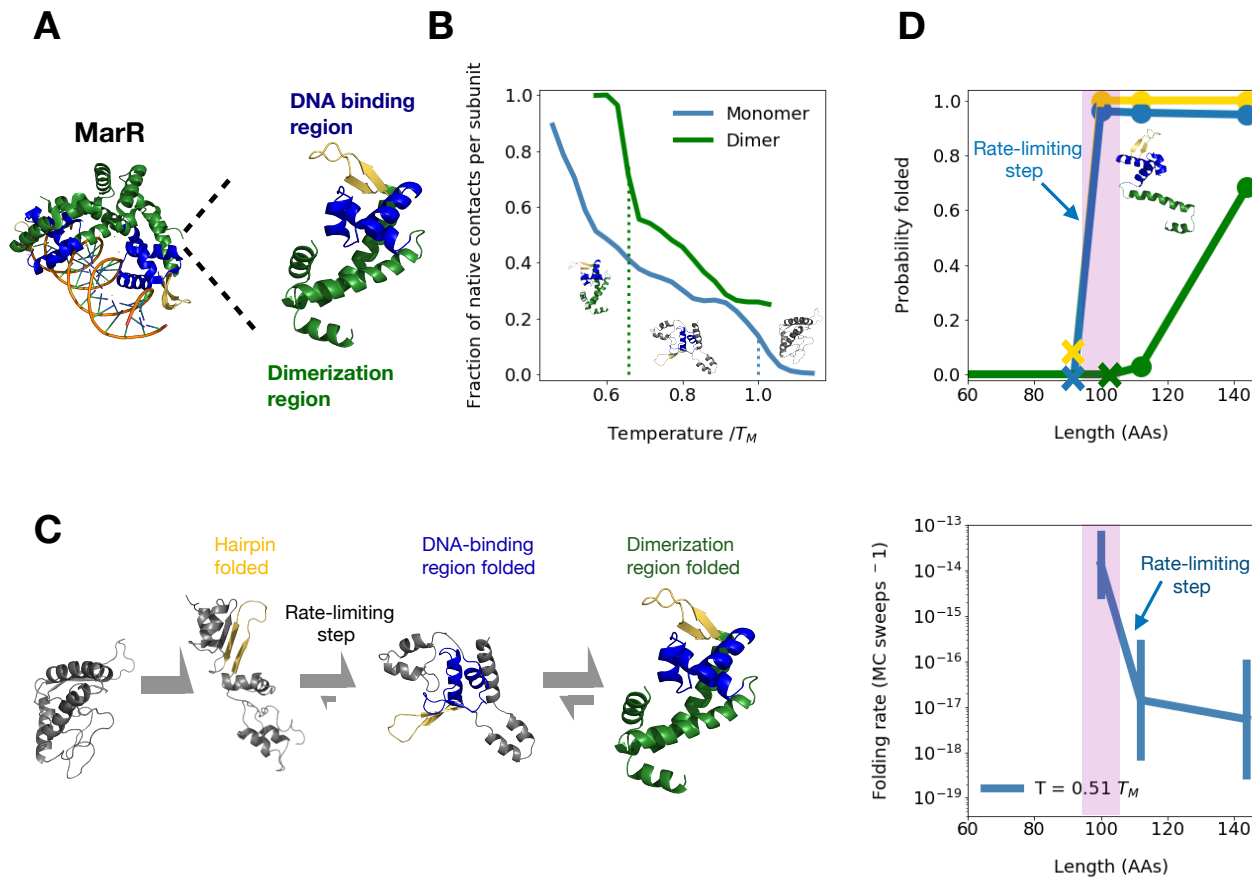 A
MarR
DNA binding
region
Dimerization
region
B
Fraction of native contacts per subunit
1.0
0.8
0.6
0.4
0.2
0.0
Monomer
Dimer
0.6
0.8
1.0
Temperature /T_M
C
Hairpin
folded
Rate-limiting
step
DNA-binding
region folded
Dimerization
region folded
D
Probability folded
1.0
0.8
0.6
0.4
0.2
0.0
Rate-limiting
step
60
80
100
120
140
Length (AAs)
Folding rate (MC sweeps ⁻ 1)
10⁻¹³
10⁻¹⁴
10⁻¹⁵
10⁻¹⁶
10⁻¹⁷
10⁻¹⁸
10⁻¹⁹
Rate-limiting
step
T = 0.51 T_M
60
80
100
120
140
Length (AAs)